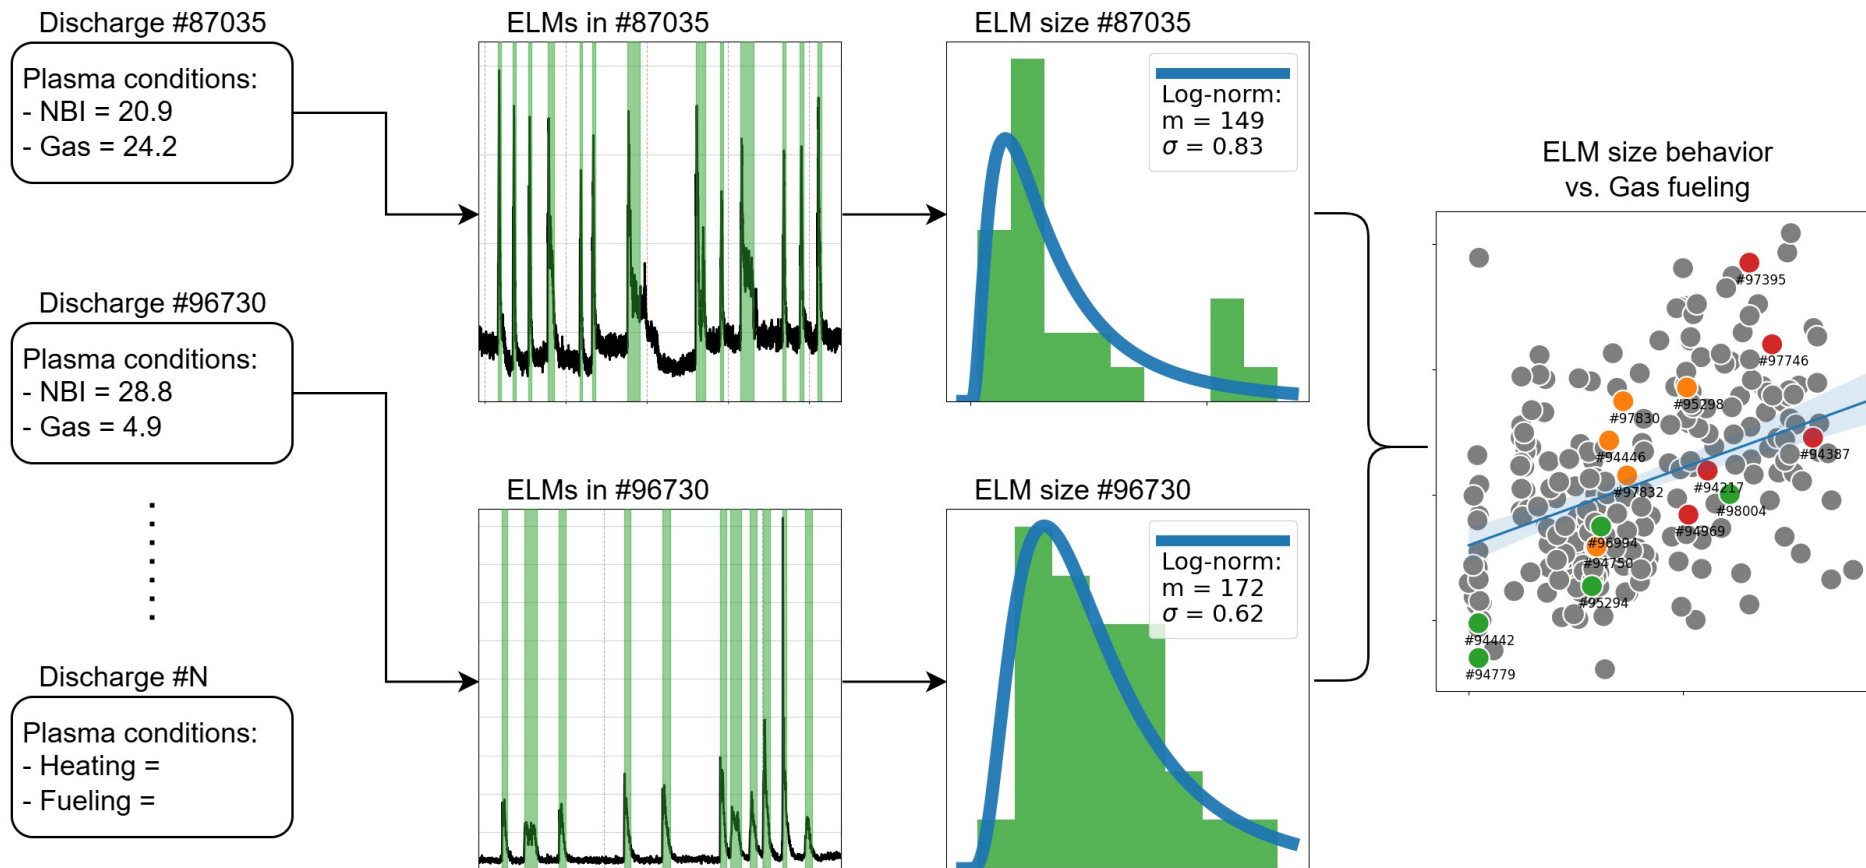 Discharge #87035
Plasma conditions:
- NBI = 20.9
- Gas = 24.2
Discharge #96730
Plasma conditions:
- NBI = 28.8
- Gas = 4.9
Discharge #N
Plasma conditions:
- Heating =
- Fueling =
ELMs in #87035
ELMs in #96730
ELM size #87035
Log-norm:
m = 149
σ = 0.83
ELM size #96730
Log-norm:
m = 172
σ = 0.62
ELM size behavior
vs. Gas fueling
#97395
#97746
#95298
#97830
#94387
#94446
#94217
#97832
#98004
#94969
#96994
#94750
#95294
#94442
#94779